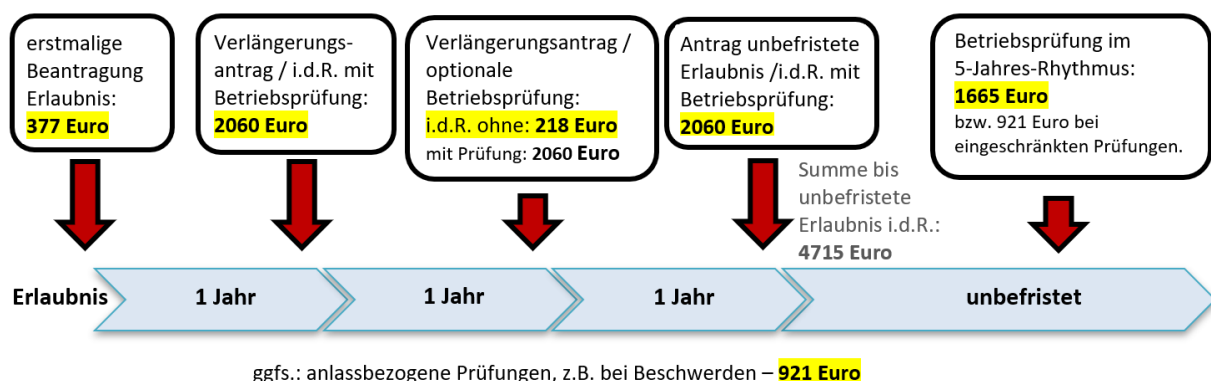 erstmalige
Beantragung
Erlaubnis:
377 Euro
Verlängerungs-
antrag / i.d.R. mit
Betriebsprüfung:
2060 Euro
Verlängerungsantrag /
optionale
Betriebsprüfung:
i.d.R. ohne: 218 Euro
mit Prüfung: 2060 Euro
Antrag unbefristete
Erlaubnis /i.d.R. mit
Betriebsprüfung:
2060 Euro
Betriebsprüfung im
5-Jahres-Rhythmus:
1665 Euro
bzw. 921 Euro bei
eingeschränkten Prüfungen.
Summe bis
unbefristete
Erlaubnis i.d.R.:
4715 Euro
Erlaubnis
1 Jahr
1 Jahr
1 Jahr
unbefristet
ggfs.: anlassbezogene Prüfungen, z.B. bei Beschwerden – 921 Euro